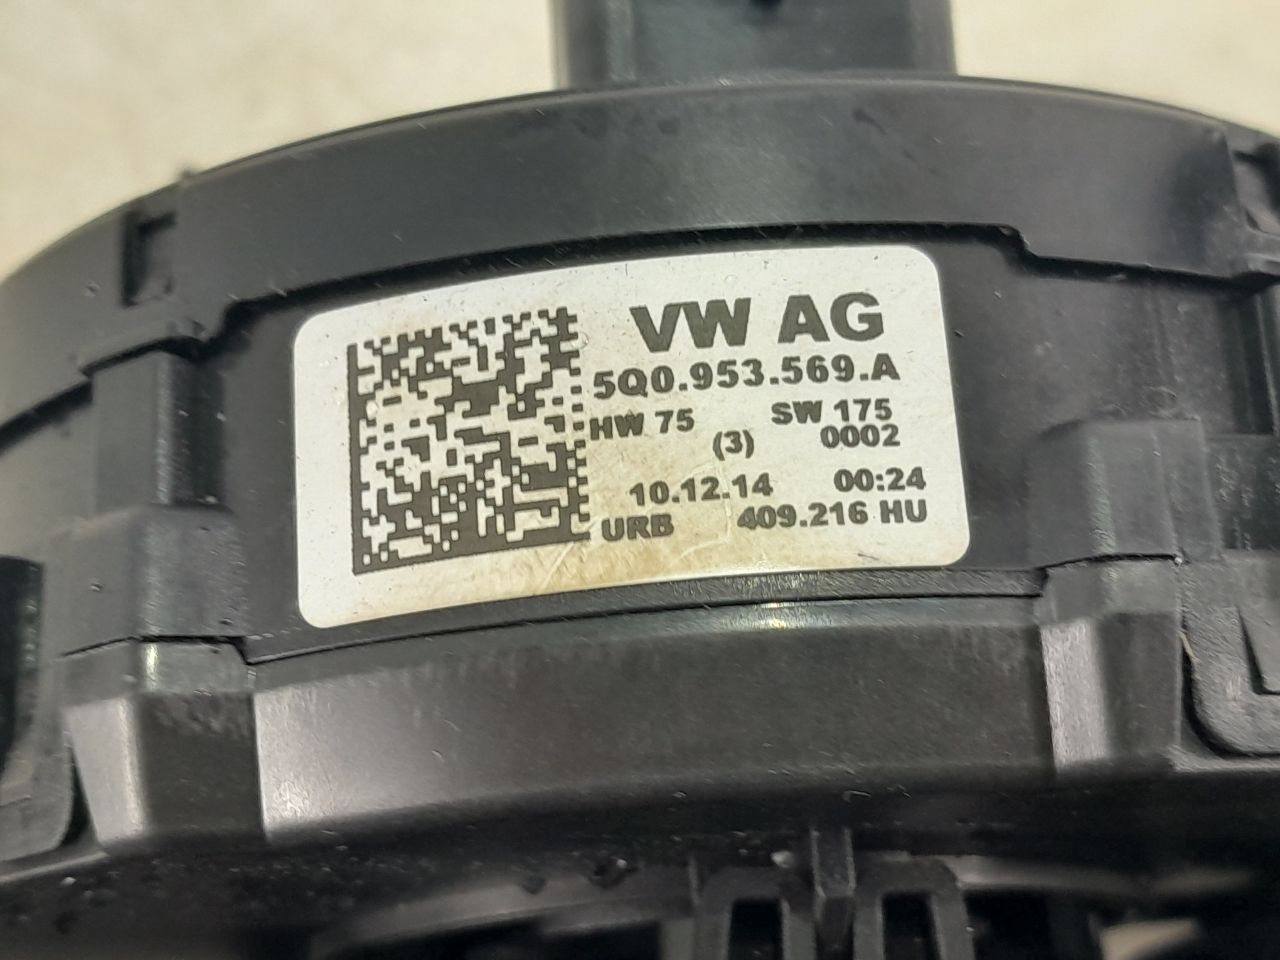 VW AG
5Q0.953.569.A
HW 75 SW 175
(3) 0002
10.12.14 00:24
URB 409.216 HU